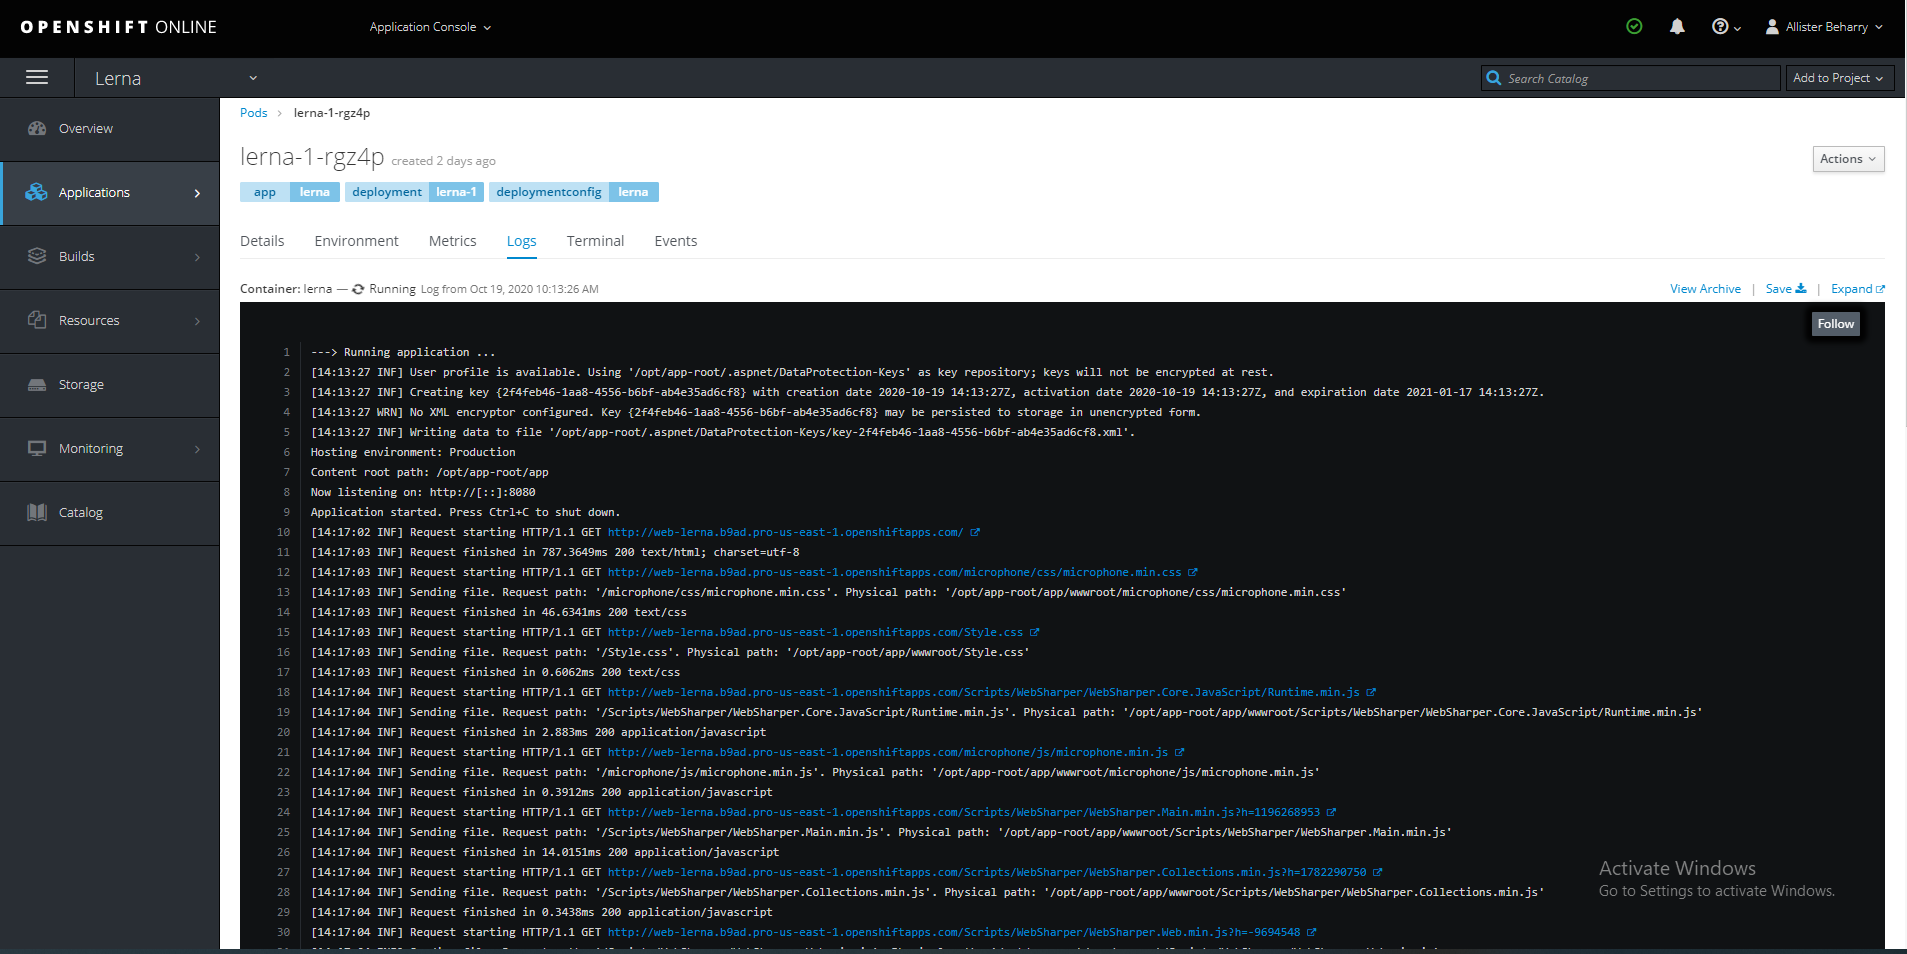 OPENSHIFT ONLINE
Application Console
Allister Beharry
Lerna
Search Catalog
Add to Project
Overview
Applications
Builds
Resources
Storage
Monitoring
Catalog
Pods > lerna-1-rgz4p
lerna-1-rgz4p created 2 days ago
Actions
app lerna deployment lerna-1 deploymentconfig lerna
Details Environment Metrics Logs Terminal Events
Container: lerna — Running Log from Oct 19, 2020 10:13:26 AM
View Archive | Save | Expand
Follow
1 ---> Running application ...
2 [14:13:27 INF] User profile is available. Using '/opt/app-root/.aspnet/DataProtection-Keys' as key repository; keys will not be encrypted at rest.
3 [14:13:27 INF] Creating key {2f4feb46-1aa8-4556-b6bf-ab4e35ad6cf8} with creation date 2020-10-19 14:13:27Z, activation date 2020-10-19 14:13:27Z, and expiration date 2021-01-17 14:13:27Z.
4 [14:13:27 WRN] No XML encryptor configured. Key {2f4feb46-1aa8-4556-b6bf-ab4e35ad6cf8} may be persisted to storage in unencrypted form.
5 [14:13:27 INF] Writing data to file '/opt/app-root/.aspnet/DataProtection-Keys/key-2f4feb46-1aa8-4556-b6bf-ab4e35ad6cf8.xml'.
6 Hosting environment: Production
7 Content root path: /opt/app-root/app
8 Now listening on: http://[::]:8080
9 Application started. Press Ctrl+C to shut down.
10 [14:17:02 INF] Request starting HTTP/1.1 GET http://web-lerna.b9ad.pro-us-east-1.openshiftapps.com/
11 [14:17:03 INF] Request finished in 787.3649ms 200 text/html; charset=utf-8
12 [14:17:03 INF] Request starting HTTP/1.1 GET http://web-lerna.b9ad.pro-us-east-1.openshiftapps.com/microphone/css/microphone.min.css
13 [14:17:03 INF] Sending file. Request path: '/microphone/css/microphone.min.css'. Physical path: '/opt/app-root/app/wwwroot/microphone/css/microphone.min.css'
14 [14:17:03 INF] Request finished in 46.6341ms 200 text/css
15 [14:17:03 INF] Request starting HTTP/1.1 GET http://web-lerna.b9ad.pro-us-east-1.openshiftapps.com/Style.css
16 [14:17:03 INF] Sending file. Request path: '/Style.css'. Physical path: '/opt/app-root/app/wwwroot/Style.css'
17 [14:17:03 INF] Request finished in 0.6062ms 200 text/css
18 [14:17:04 INF] Request starting HTTP/1.1 GET http://web-lerna.b9ad.pro-us-east-1.openshiftapps.com/Scripts/WebSharper/WebSharper.Core.JavaScript/Runtime.min.js
19 [14:17:04 INF] Sending file. Request path: '/Scripts/WebSharper/WebSharper.Core.JavaScript/Runtime.min.js'. Physical path: '/opt/app-root/app/wwwroot/Scripts/WebSharper/WebSharper.Core.JavaScript/Runtime.min.js'
20 [14:17:04 INF] Request finished in 2.883ms 200 application/javascript
21 [14:17:04 INF] Request starting HTTP/1.1 GET http://web-lerna.b9ad.pro-us-east-1.openshiftapps.com/microphone/js/microphone.min.js
22 [14:17:04 INF] Sending file. Request path: '/microphone/js/microphone.min.js'. Physical path: '/opt/app-root/app/wwwroot/microphone/js/microphone.min.js'
23 [14:17:04 INF] Request finished in 0.3912ms 200 application/javascript
24 [14:17:04 INF] Request starting HTTP/1.1 GET http://web-lerna.b9ad.pro-us-east-1.openshiftapps.com/Scripts/WebSharper/WebSharper.Main.min.js?h=1196268953
25 [14:17:04 INF] Sending file. Request path: '/Scripts/WebSharper/WebSharper.Main.min.js'. Physical path: '/opt/app-root/app/wwwroot/Scripts/WebSharper/WebSharper.Main.min.js'
26 [14:17:04 INF] Request finished in 14.0151ms 200 application/javascript
27 [14:17:04 INF] Request starting HTTP/1.1 GET http://web-lerna.b9ad.pro-us-east-1.openshiftapps.com/Scripts/WebSharper/WebSharper.Collections.min.js?h=1782290750
28 [14:17:04 INF] Sending file. Request path: '/Scripts/WebSharper/WebSharper.Collections.min.js'. Physical path: '/opt/app-root/app/wwwroot/Scripts/WebSharper/WebSharper.Collections.min.js'
29 [14:17:04 INF] Request finished in 0.3438ms 200 application/javascript
30 [14:17:04 INF] Request starting HTTP/1.1 GET http://web-lerna.b9ad.pro-us-east-1.openshiftapps.com/Scripts/WebSharper/WebSharper.Web.min.js?h=-9694548
Activate Windows
Go to Settings to activate Windows.